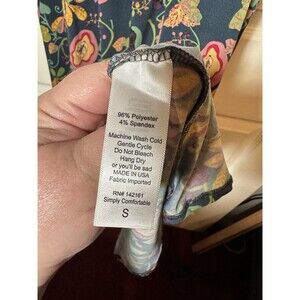 96% Polyester
4% Spandex
Machine Wash Cold
Gentle Cycle
Do Not Bleach
Hang Dry
or you'll be sad
MADE IN USA
Fabric Imported
RN# 142161
Simply Comfortable
S